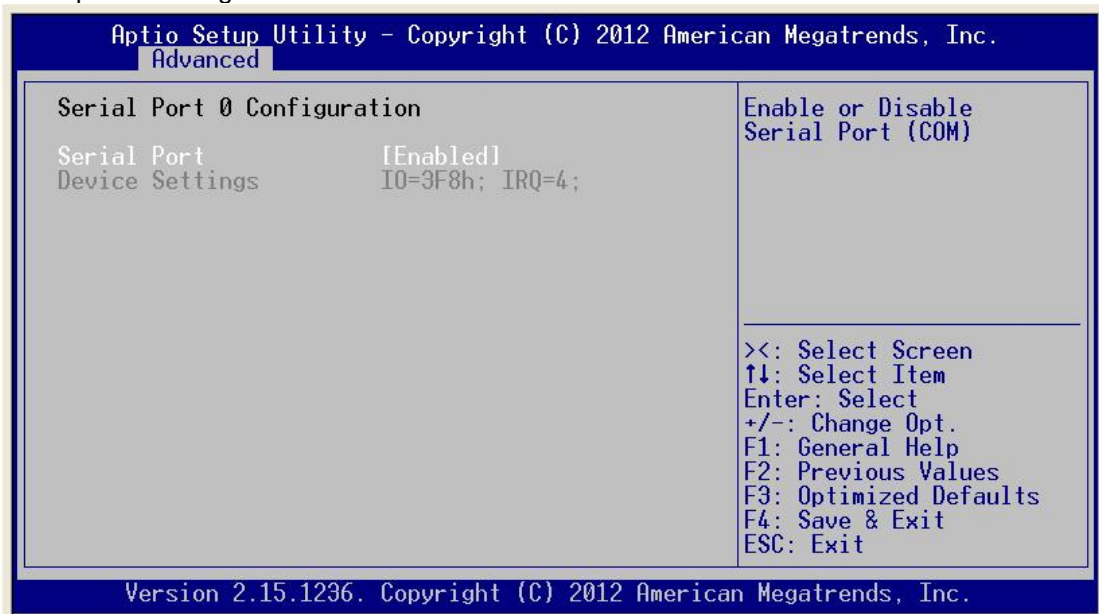 Aptio Setup Utility - Copyright (C) 2012 American Megatrends, Inc.
Advanced
Serial Port 0 Configuration
Serial Port [Enabled]
Device Settings IO=3F8h; IRQ=4;
Enable or Disable
Serial Port (COM)
><: Select Screen
↑↓: Select Item
Enter: Select
+/-: Change Opt.
F1: General Help
F2: Previous Values
F3: Optimized Defaults
F4: Save & Exit
ESC: Exit
Version 2.15.1236. Copyright (C) 2012 American Megatrends, Inc.